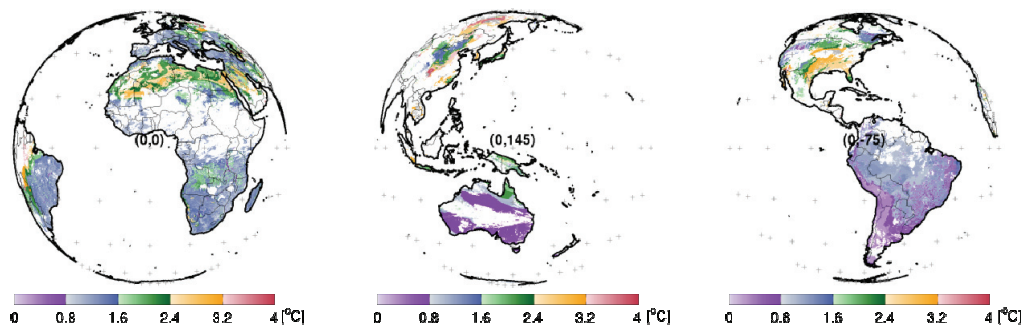 (0,0)
(0,145)
(0,-75)
0 0.8 1.6 2.4 3.2 4 [°C]
0 0.8 1.6 2.4 3.2 4 [°C]
0 0.8 1.6 2.4 3.2 4 [°C]